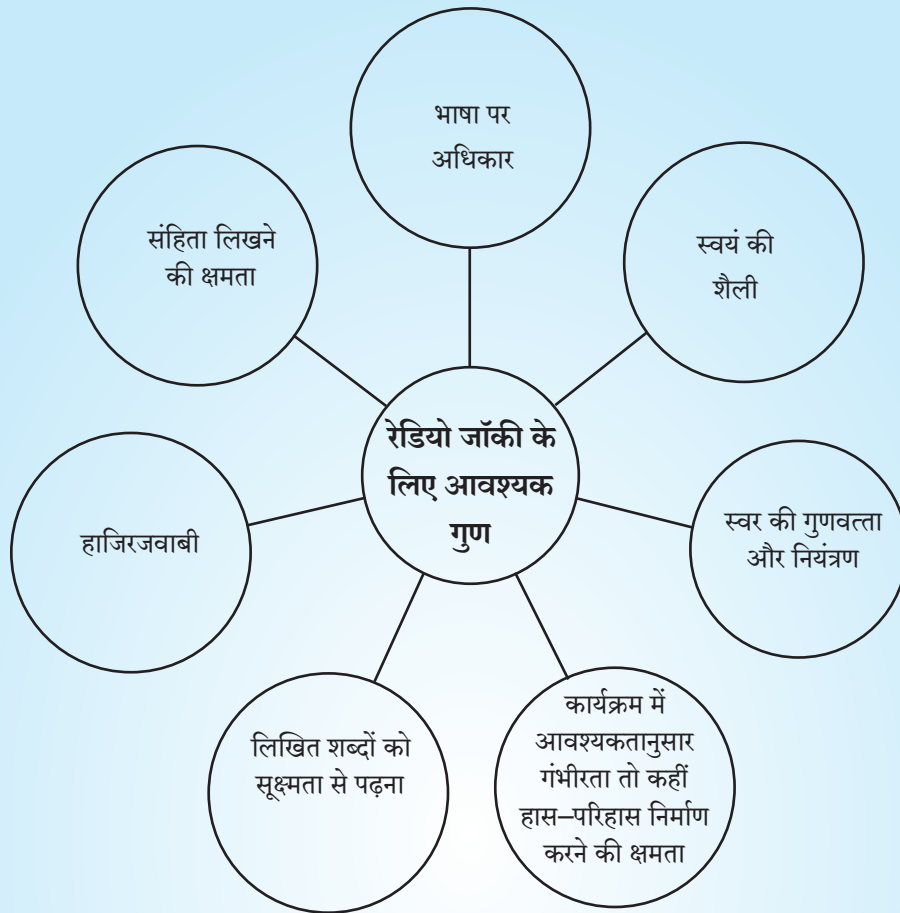 भाषा पर
अधिकार
संहिता लिखने
की क्षमता
स्वयं की
शैली
रेडियो जॉकी के
लिए आवश्यक
गुण
हाजिरजवाबी
स्वर की गुणवत्ता
और नियंत्रण
लिखित शब्दों को
सूक्ष्मता से पढ़ना
कार्यक्रम में
आवश्यकतानुसार
गंभीरता तो कहीं
हास–परिहास निर्माण
करने की क्षमता